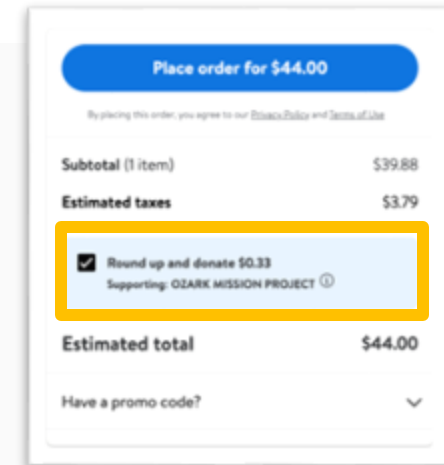 Place order for $44.00
By placing this order, you agree to our Privacy Policy and Terms of Use
Subtotal (1 item) $39.88
Estimated taxes $3.79
Round up and donate $0.33
Supporting: OZARK MISSION PROJECT
Estimated total $44.00
Have a promo code?